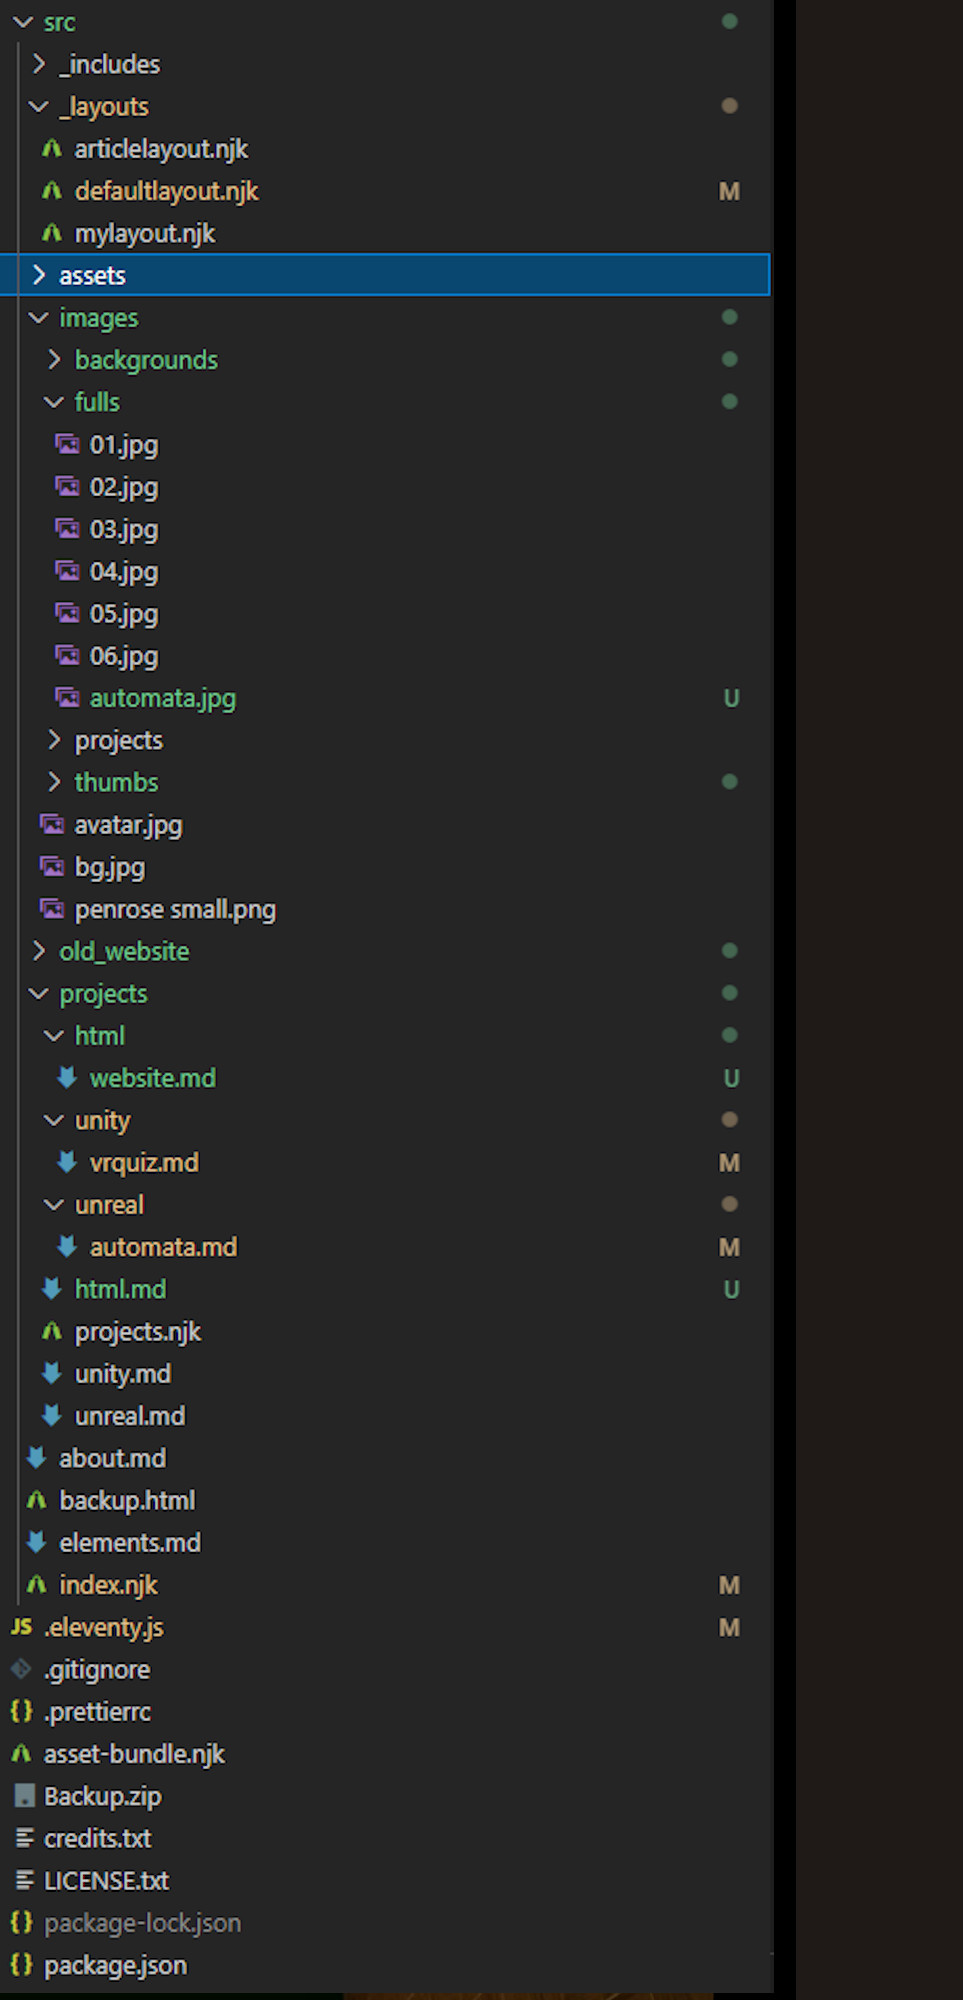 src
_includes
_layouts
articlelayout.njk
defaultlayout.njk M
mylayout.njk
assets
images
backgrounds
fulls
01.jpg
02.jpg
03.jpg
04.jpg
05.jpg
06.jpg
automata.jpg U
projects
thumbs
avatar.jpg
bg.jpg
penrose small.png
old_website
projects
html
website.md U
unity
vrquiz.md M
unreal
automata.md M
html.md U
projects.njk
unity.md
unreal.md
about.md
backup.html
elements.md
index.njk M
JS .eleventy.js M
.gitignore
{} .prettierrc
asset-bundle.njk
Backup.zip
credits.txt
LICENSE.txt
{} package-lock.json
{} package.json